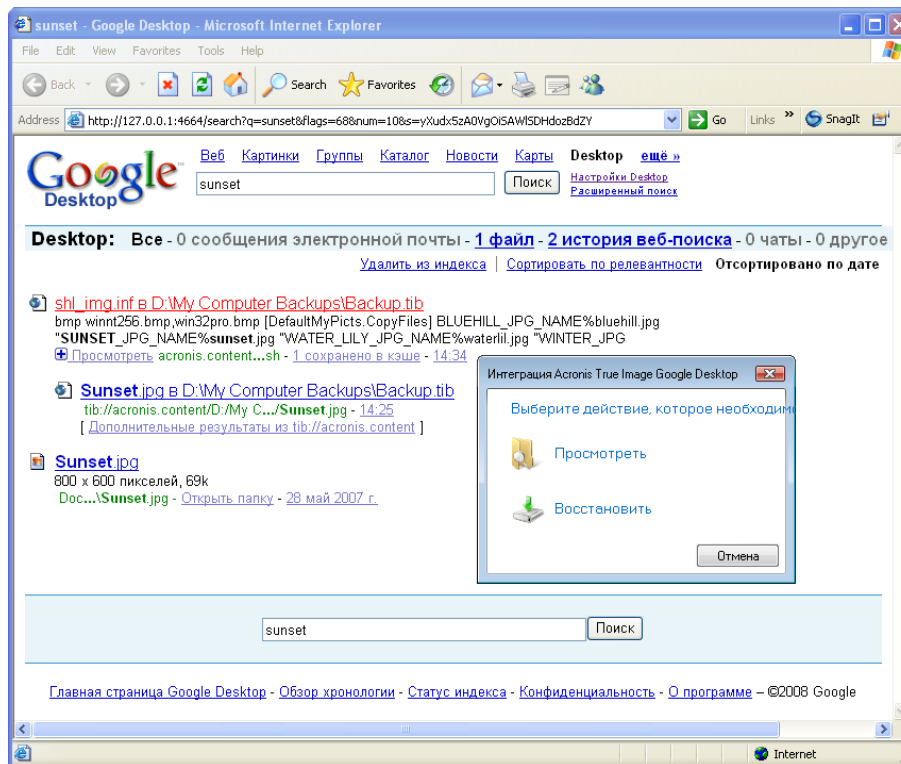 sunset - Google Desktop - Microsoft Internet Explorer
File Edit View Favorites Tools Help
Back Search Favorites
Address http://127.0.0.1:4664/search?q=sunset&flags=68&num=10&s=yXudx5zA0VgOiSAWlSDHdozBdZY Go Links » SnagIt
Google Desktop
Веб Картинки Группы Каталог Новости Карты Desktop ещё »
sunset Поиск
Настройки Desktop
Расширенный поиск
Desktop: Все - 0 сообщения электронной почты - 1 файл - 2 история веб-поиска - 0 чаты - 0 другое
Удалить из индекса | Сортировать по релевантности Отсортировано по дате
shl_img.inf в D:\My Computer Backups\Backup.tib
bmp winnt256.bmp,win32pro.bmp [DefaultMyPicts.CopyFiles] BLUEHILL_JPG_NAME%bluehill.jpg
"SUNSET_JPG_NAME%sunset.jpg "WATER_LILY_JPG_NAME%waterlil.jpg "WINTER_JPG
Просмотреть acronis.content...sh - 1 сохранено в кэше - 14:34
Sunset.jpg в D:\My Computer Backups\Backup.tib
tib://acronis.content/D:/My C.../Sunset.jpg - 14:25
[ Дополнительные результаты из tib://acronis.content ]
Sunset.jpg
800 x 600 пикселей, 69k
Doc...\Sunset.jpg - Открыть папку - 28 май 2007 г.
Интеграция Acronis True Image Google Desktop
Выберите действие, которое необходимо
Просмотреть
Восстановить
Отмена
sunset Поиск
Главная страница Google Desktop - Обзор хронологии - Статус индекса - Конфиденциальность - О программе – ©2008 Google
Internet